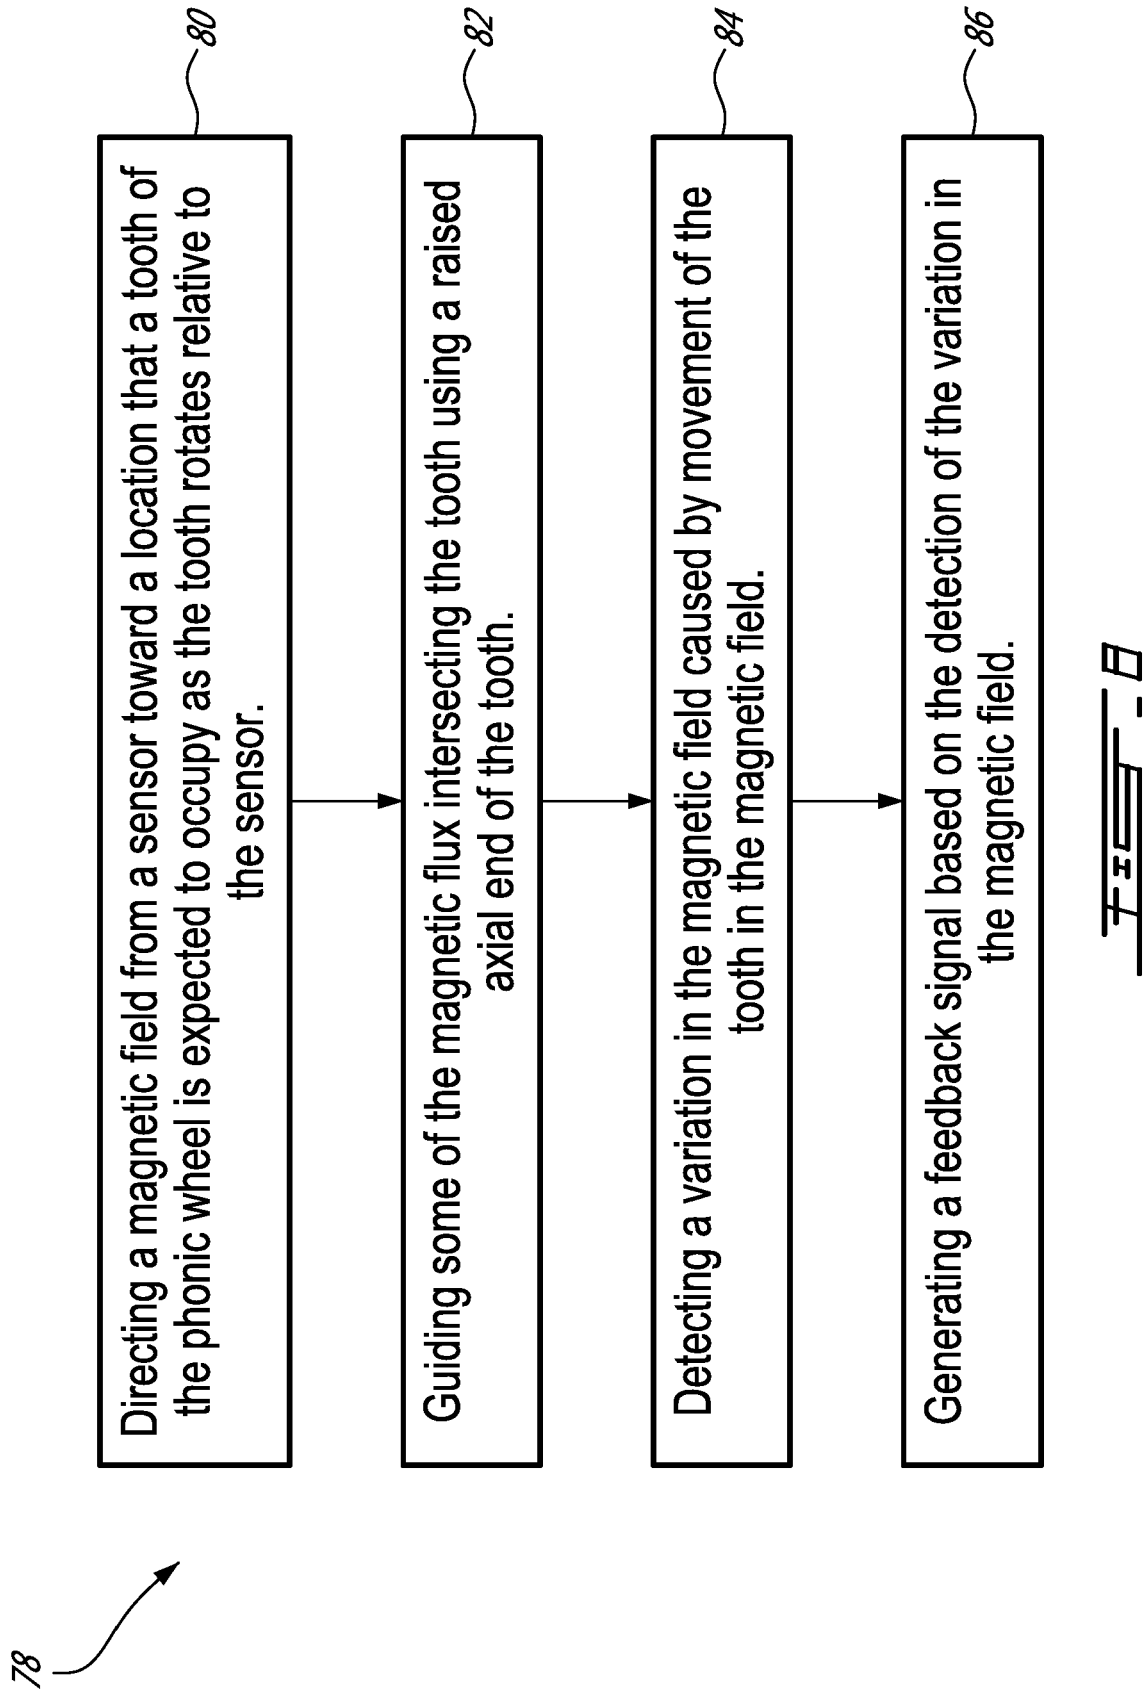 78
Directing a magnetic field from a sensor toward a location that a tooth of
the phonic wheel is expected to occupy as the tooth rotates relative to
the sensor.
80
Guiding some of the magnetic flux intersecting the tooth using a raised
axial end of the tooth.
82
Detecting a variation in the magnetic field caused by movement of the
tooth in the magnetic field.
84
Generating a feedback signal based on the detection of the variation in
the magnetic field.
86
FIG-8